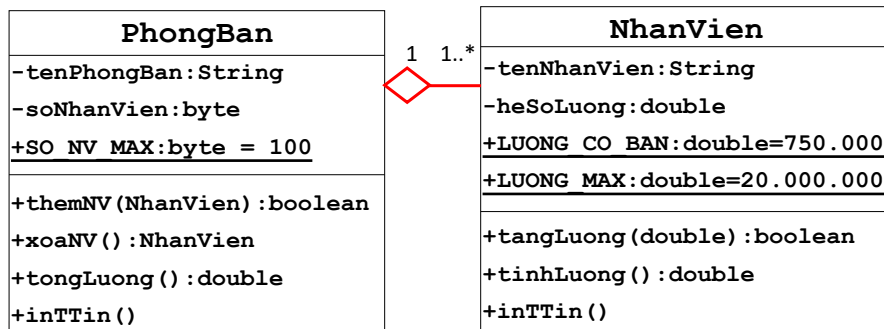 PhongBan
-tenPhongBan:String
-soNhanVien:byte
+SO_NV_MAX:byte = 100
+themNV(NhanVien):boolean
+xoaNV():NhanVien
+tongLuong():double
+inTTin()
1 1..*
NhanVien
-tenNhanVien:String
-heSoLuong:double
+LUONG_CO_BAN:double=750.000
+LUONG_MAX:double=20.000.000
+tangLuong(double):boolean
+tinhLuong():double
+inTTin()